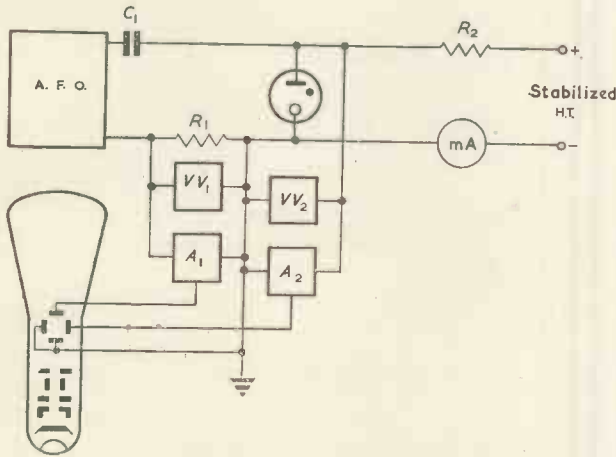 C₁
R₂
+
A. F. O.
Stabilized
H.T.
R₁
mA
−
VV₁
VV₂
A₁
A₂